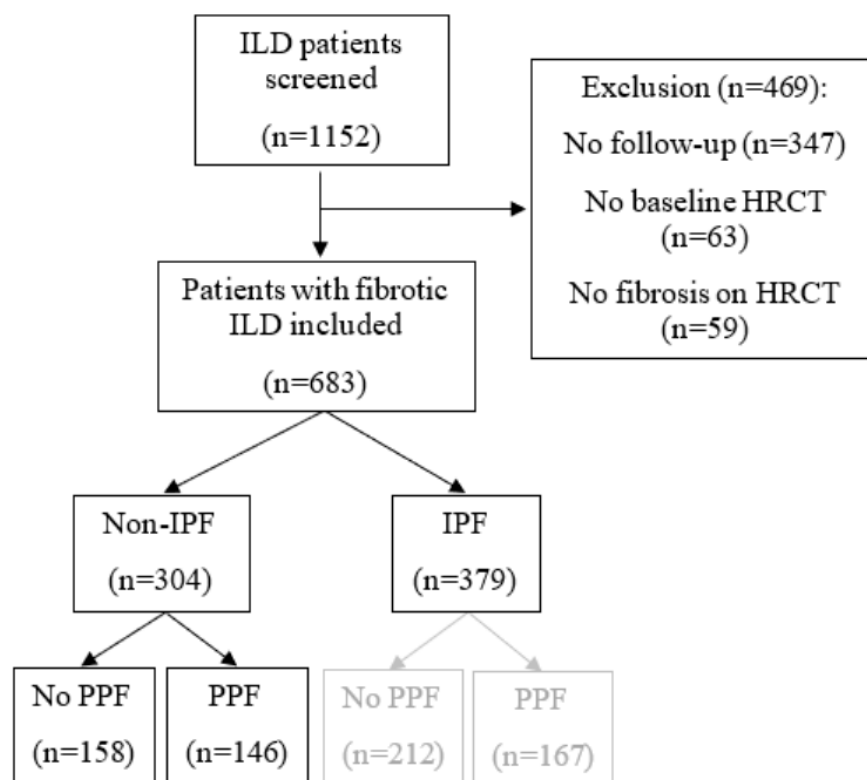 ILD patients
screened
(n=1152)
Exclusion (n=469):
No follow-up (n=347)
No baseline HRCT
(n=63)
No fibrosis on HRCT
(n=59)
Patients with fibrotic
ILD included
(n=683)
Non-IPF
(n=304)
IPF
(n=379)
No PPF
(n=158)
PPF
(n=146)
No PPF
(n=212)
PPF
(n=167)